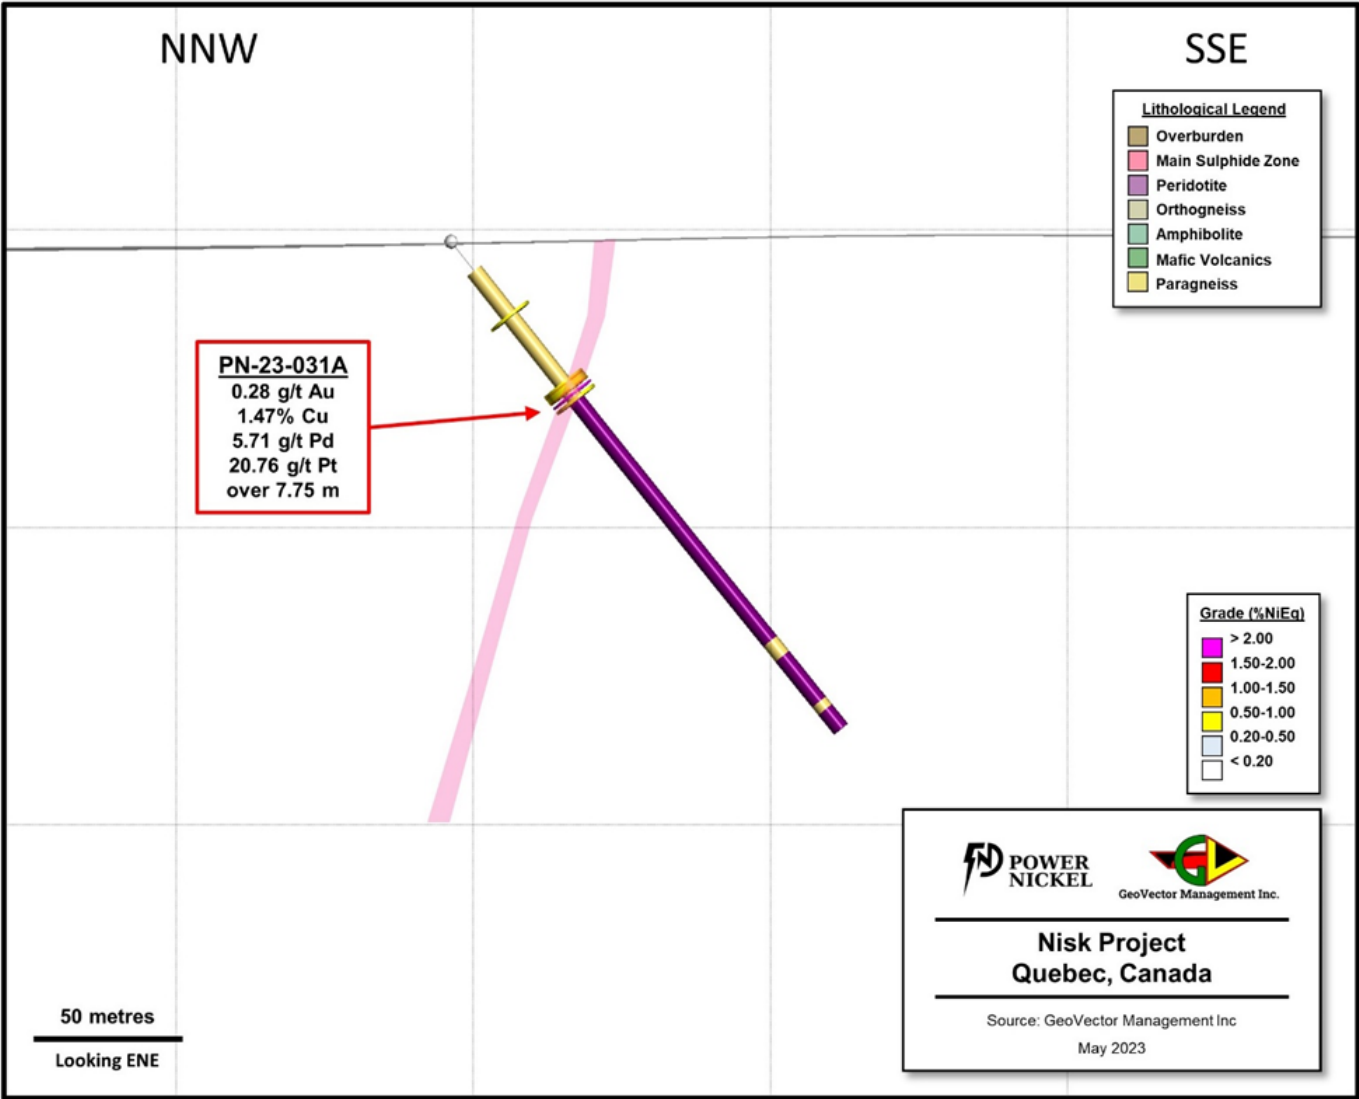 NNW
SSE
Lithological Legend
Overburden
Main Sulphide Zone
Peridotite
Orthogneiss
Amphibolite
Mafic Volcanics
Paragneiss
PN-23-031A
0.28 g/t Au
1.47% Cu
5.71 g/t Pd
20.76 g/t Pt
over 7.75 m
Grade (%NiEq)
> 2.00
1.50-2.00
1.00-1.50
0.50-1.00
0.20-0.50
< 0.20
POWER
NICKEL
GeoVector Management Inc.
Nisk Project
Quebec, Canada
Source: GeoVector Management Inc
May 2023
50 metres
Looking ENE